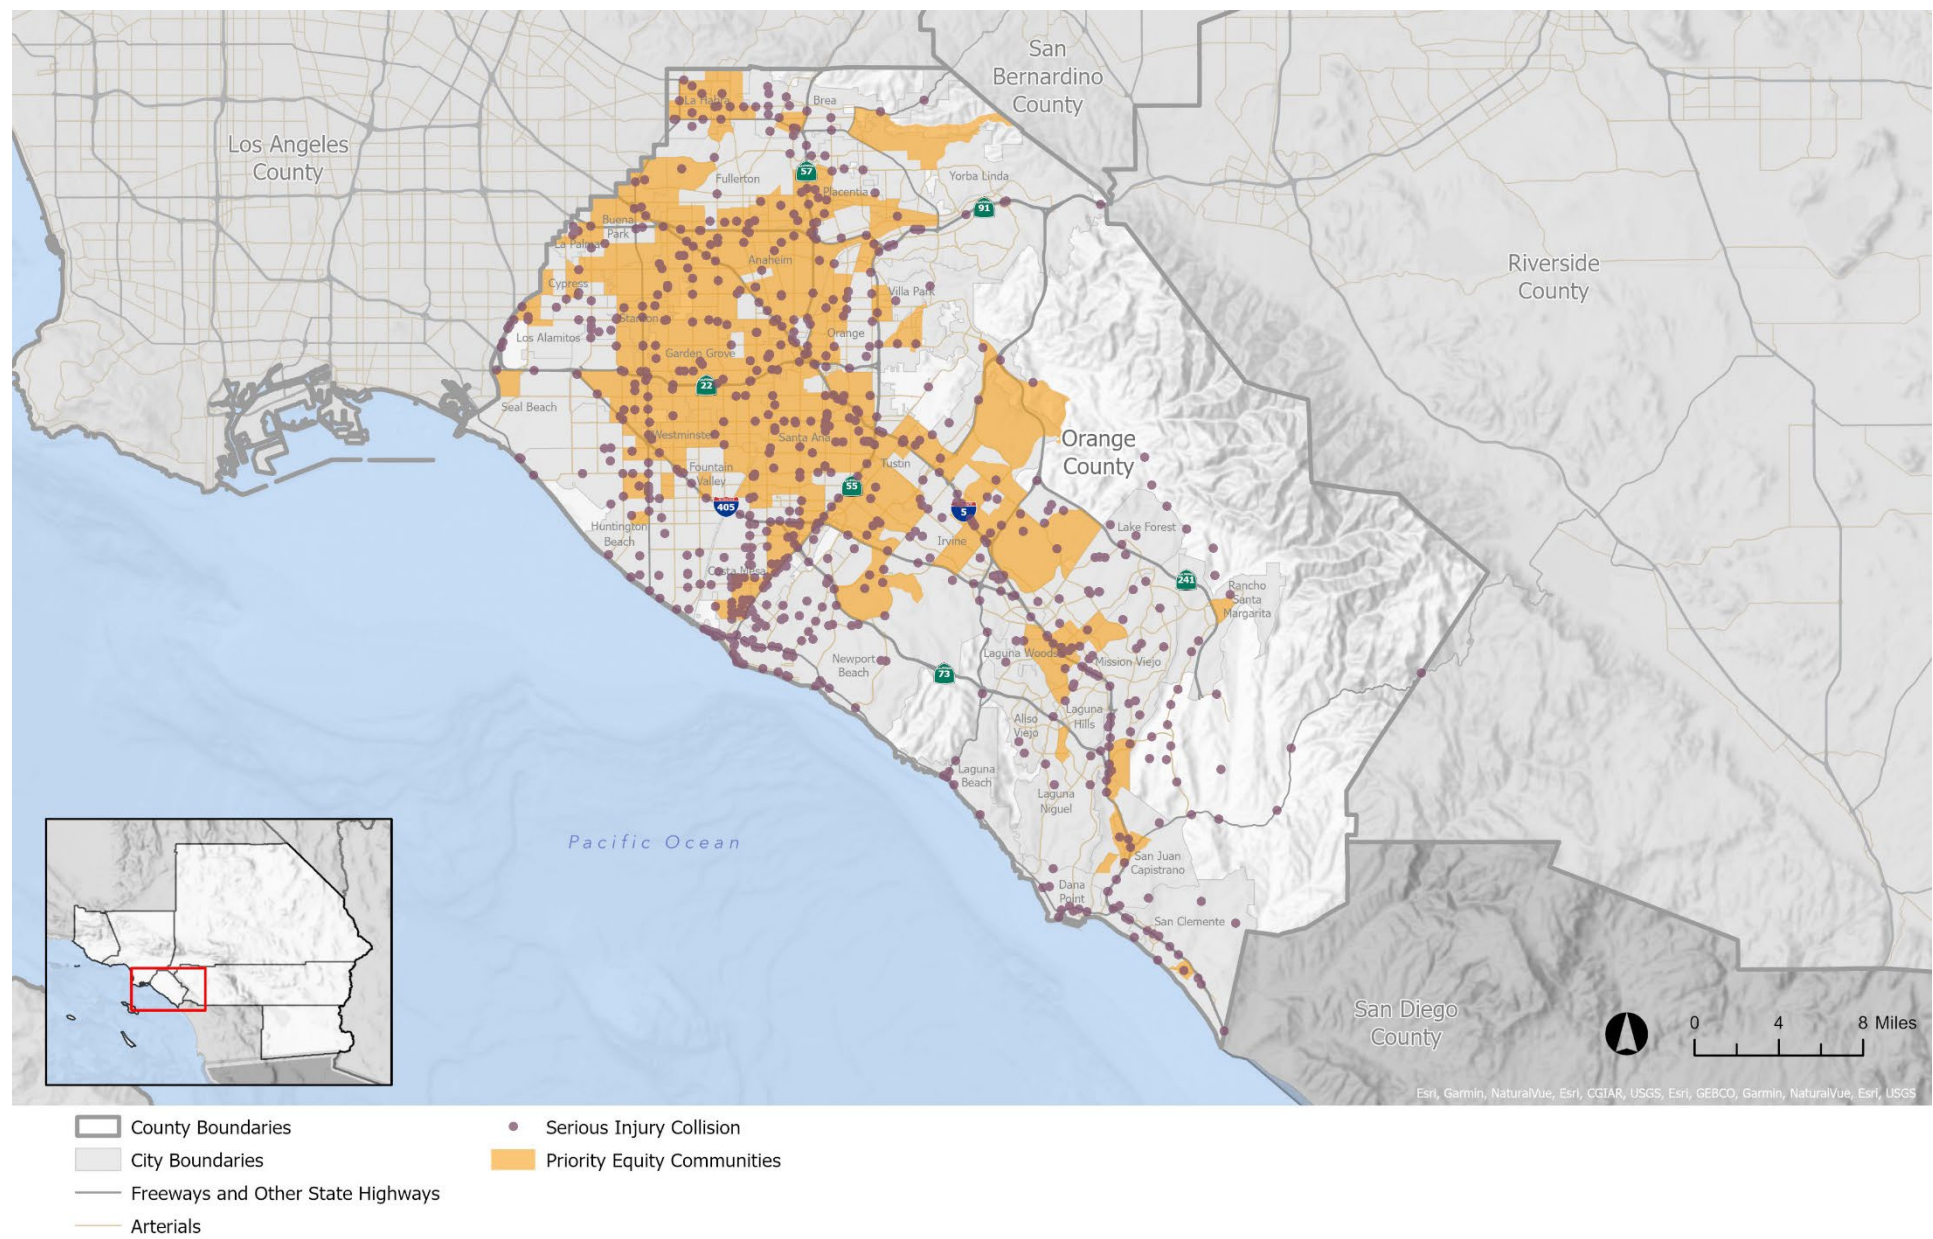 San
Bernardino
County
Los Angeles
County
La Habra
Brea
57
Fullerton
Placentia
Yorba Linda
91
Buena
Park
La Palma
Anaheim
Riverside
County
Cypress
Villa Park
Stanton
Los Alamitos
Orange
Garden Grove
22
Seal Beach
Westminster
Santa Ana
Orange
County
Tustin
Fountain
Valley
55
405
5
Huntington
Beach
Irvine
Lake Forest
Costa Mesa
241
Rancho
Santa
Margarita
Newport
Beach
73
Laguna Woods
Mission Viejo
Laguna
Hills
Aliso
Viejo
Laguna
Beach
Laguna
Niguel
Pacific Ocean
San Juan
Capistrano
Dana
Point
San Clemente
San Diego
County
0 4 8 Miles
Esri, Garmin, NaturalVue, Esri, CGIAR, USGS, Esri, GEBCO, Garmin, NaturalVue, Esri, USGS
County Boundaries
City Boundaries
Freeways and Other State Highways
Arterials
Serious Injury Collision
Priority Equity Communities